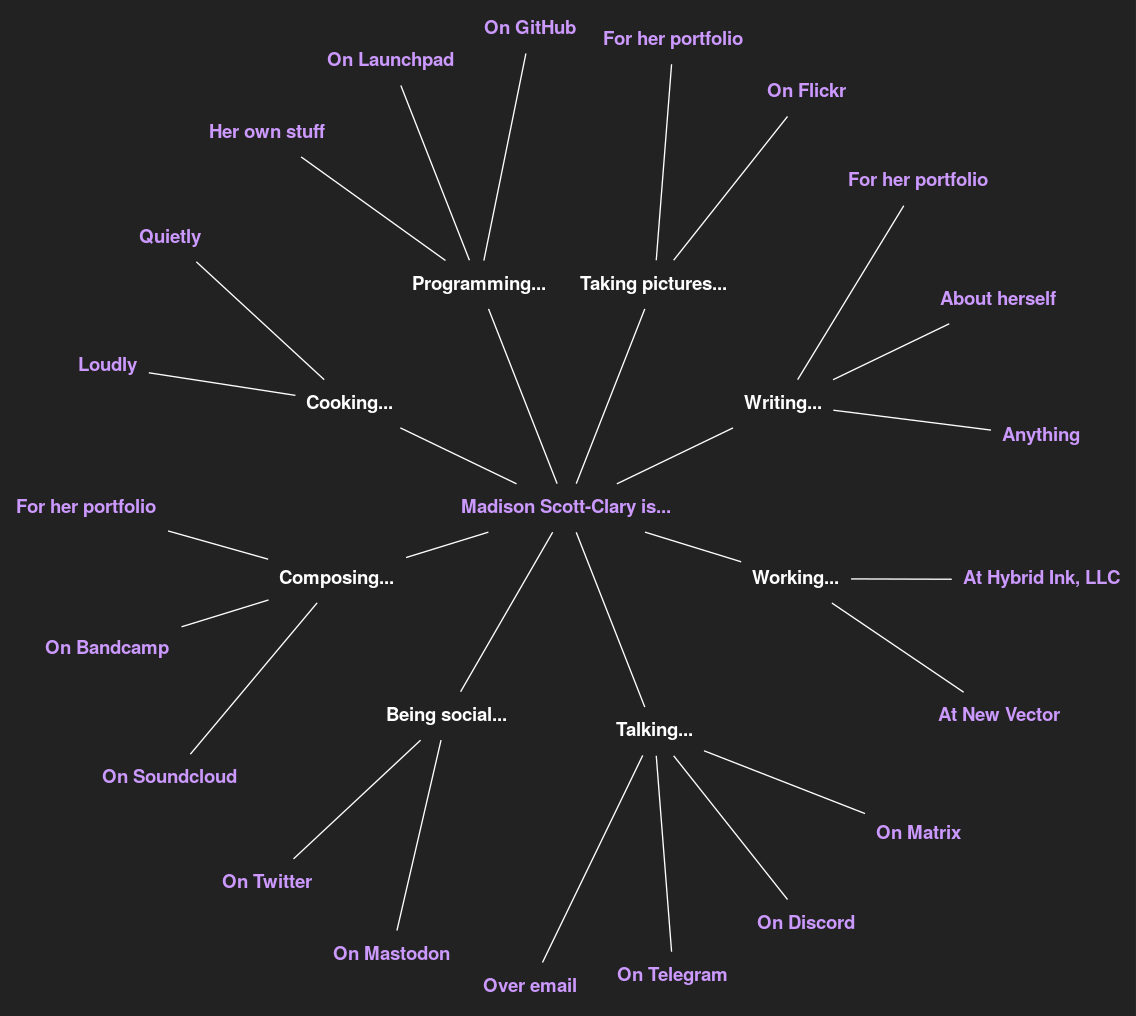 On GitHub
For her portfolio
On Launchpad
On Flickr
Her own stuff
For her portfolio
Quietly
Programming...
Taking pictures...
About herself
Loudly
Cooking...
Writing...
Anything
For her portfolio
Madison Scott-Clary is...
Composing...
Working...
At Hybrid Ink, LLC
On Bandcamp
Being social...
At New Vector
Talking...
On Soundcloud
On Matrix
On Twitter
On Discord
On Mastodon
On Telegram
Over email